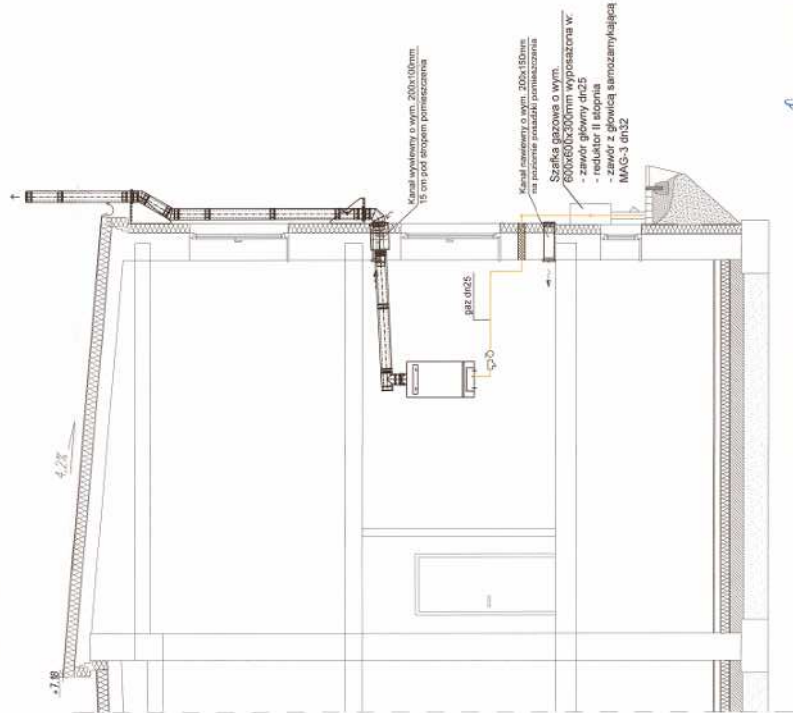 +7.18
4,2%
Kanał wywiewny o wym. 200x100mm
15 cm pod stropem pomieszczenia
gaz dn25
Kanał nawiewny o wym. 200x150mm
na poziomie posadzki pomieszczenia
Szafka gazowa o wym.
600x600x300mm wyposażona w:
- zawór główny dn25
- reduktor II stopnia
- zawór z głowicą samozamykającą
MAG-3 dn32